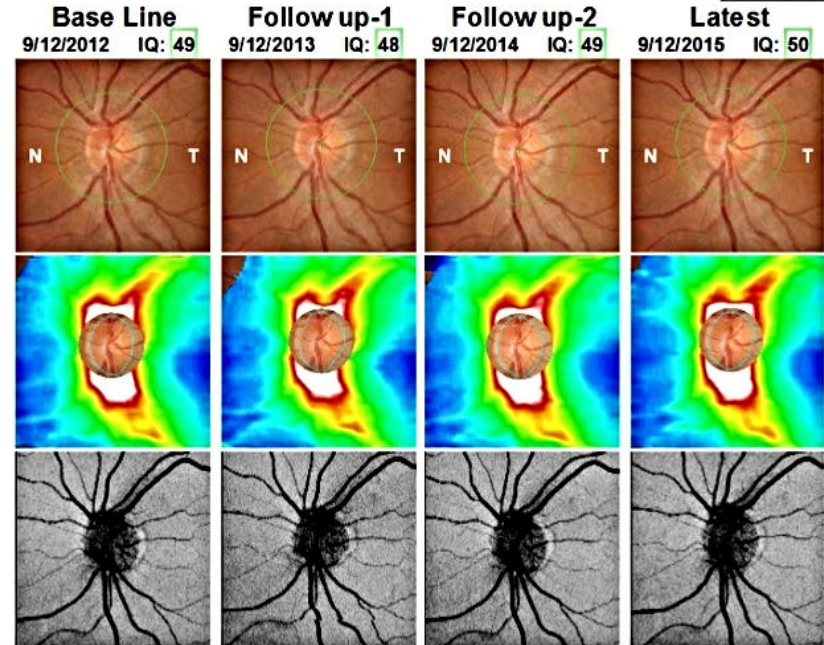 Base Line Follow up-1 Follow up-2 Latest
9/12/2012 IQ: 49 9/12/2013 IQ: 48 9/12/2014 IQ: 49 9/12/2015 IQ: 50
N T N T N T N T